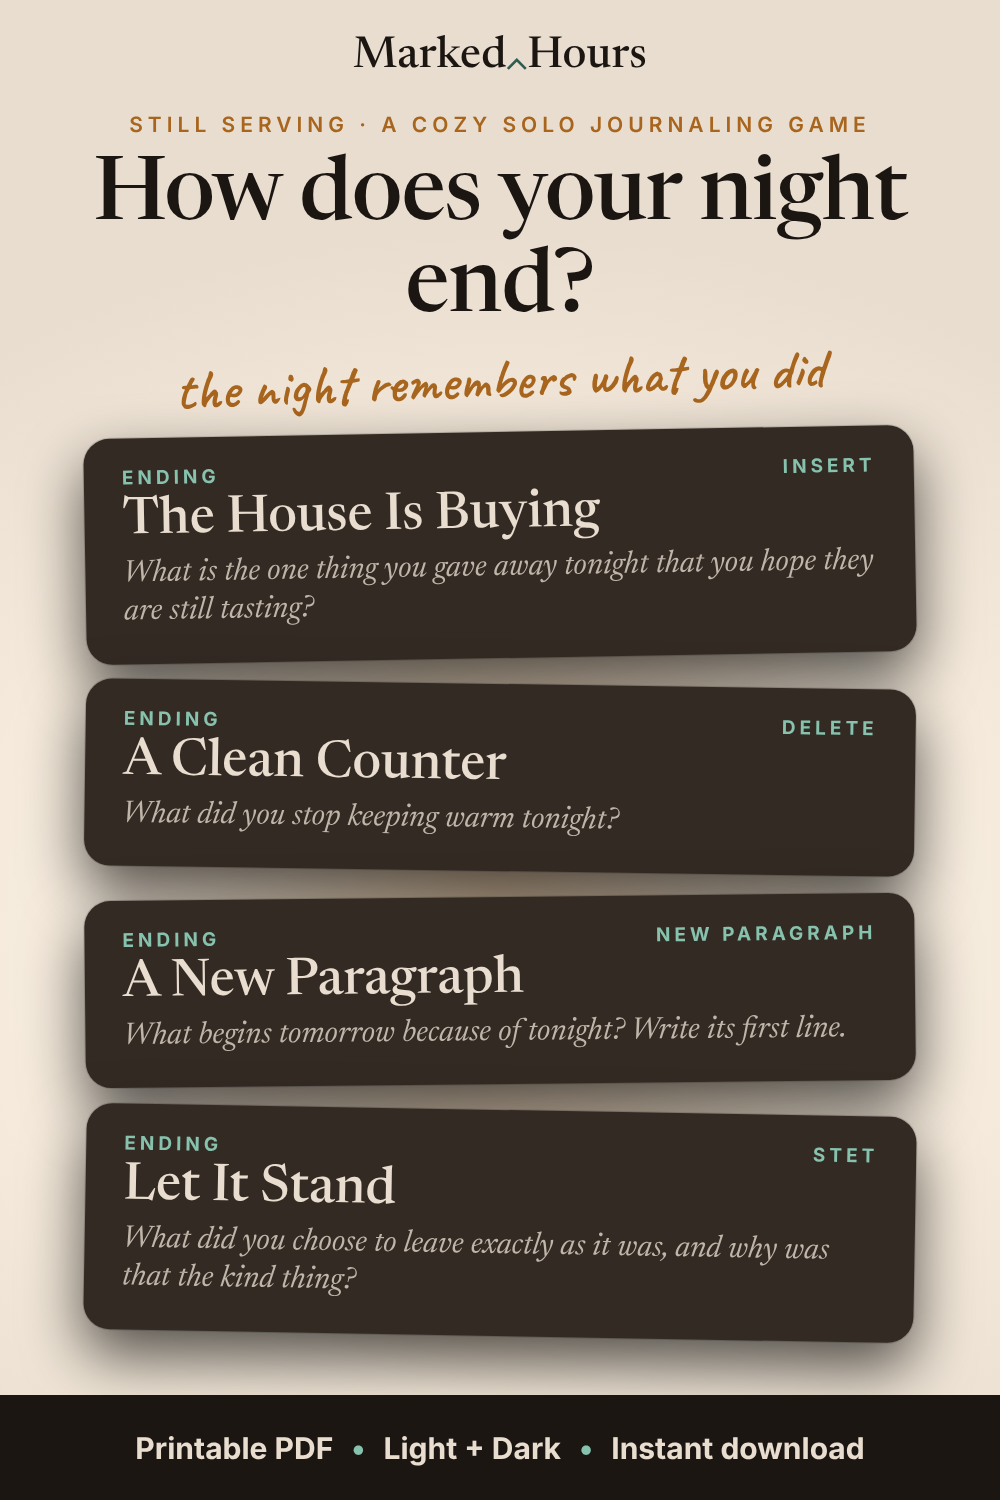 Marked‸Hours
STILL SERVING · A COZY SOLO JOURNALING GAME
How does your night
end?
the night remembers what you did
ENDING
INSERT
The House Is Buying
What is the one thing you gave away tonight that you hope they
are still tasting?
ENDING
DELETE
A Clean Counter
What did you stop keeping warm tonight?
ENDING
NEW PARAGRAPH
A New Paragraph
What begins tomorrow because of tonight? Write its first line.
ENDING
STET
Let It Stand
What did you choose to leave exactly as it was, and why was
that the kind thing?
Printable PDF • Light + Dark • Instant download